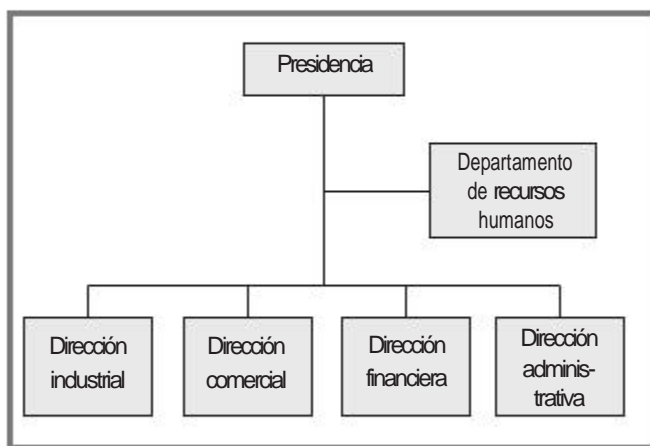 Presidencia
Departamento
de recursos
humanos
Dirección
industrial
Dirección
comercial
Dirección
financiera
Dirección
adminis-
trativa